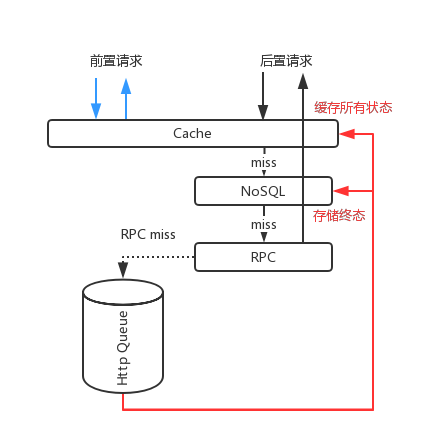 前置请求
后置请求
缓存所有状态
Cache
miss
NoSQL
存储终态
miss
RPC miss
RPC
Http Queue